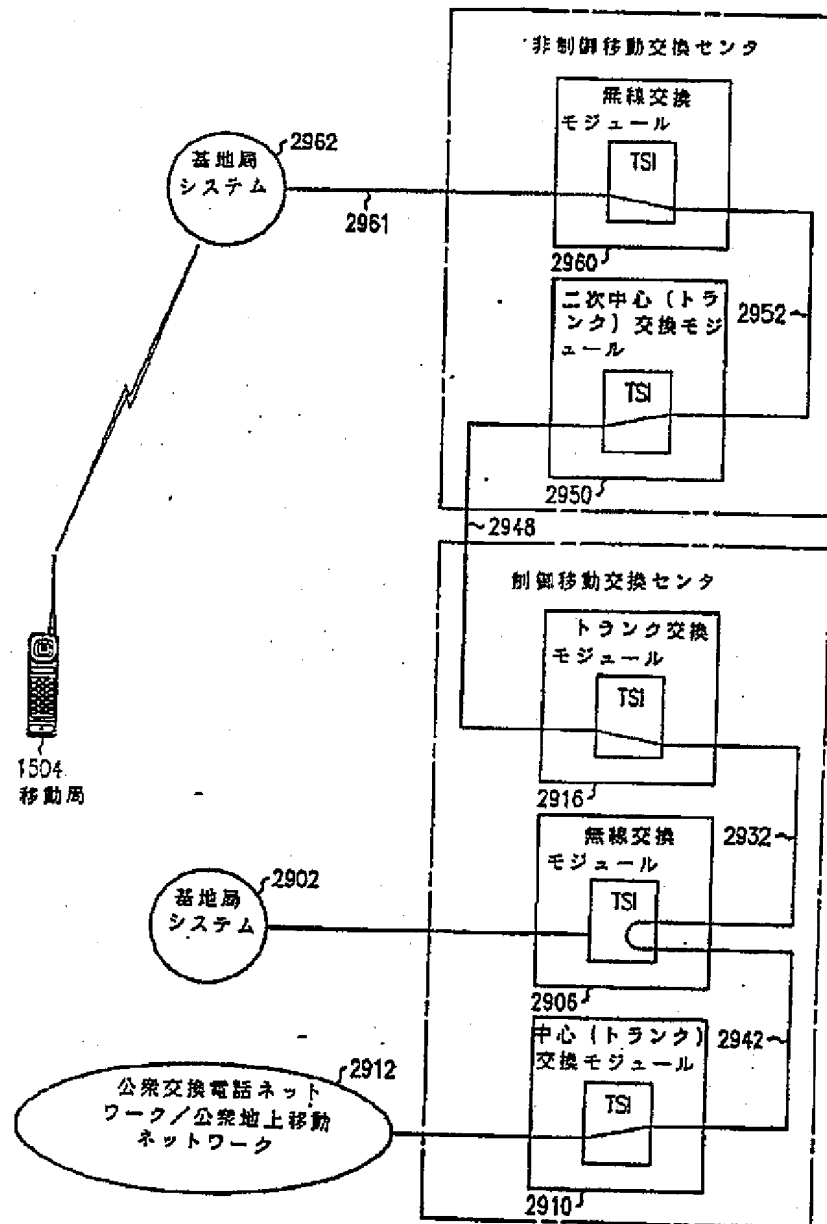 非制御移動交換センタ
無線交換
モジュール
TSI
2960
基地局
システム
2962
2961
2952
二次中心(トラ
ンク)交換モジ
ュール
TSI
2950
2948
制御移動交換センタ
トランク交換
モジュール
TSI
2916
1504
移動局
2932
無線交換
モジュール
TSI
2906
基地局
システム
2902
2942
中心(トランク)
交換モジュール
TSI
2910
2912
公衆交換電話ネット
ワーク/公衆地上移動
ネットワーク